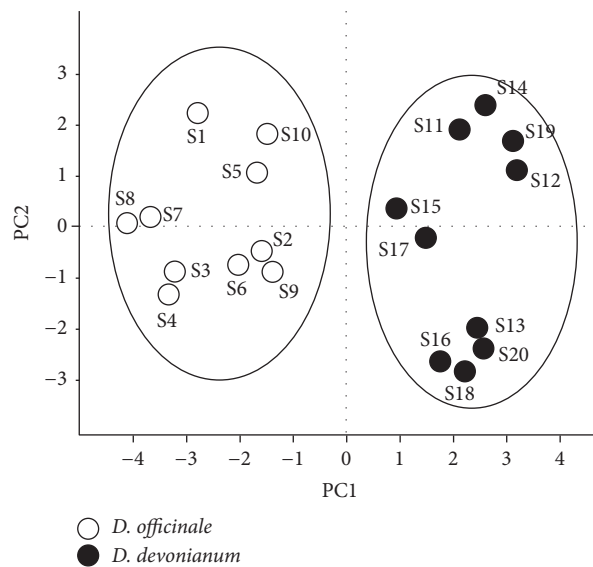 S14
3
S11
S19
S1
S10
2
S5
S12
1
S8
S7
S15
0
S2
S17
PC2
S3
S6
S9
−1
S4
S13
−2
S16
S20
S18
−3
−4 −3 −2 −1 0 1 2 3 4
PC1
D. officinale
D. devonianum